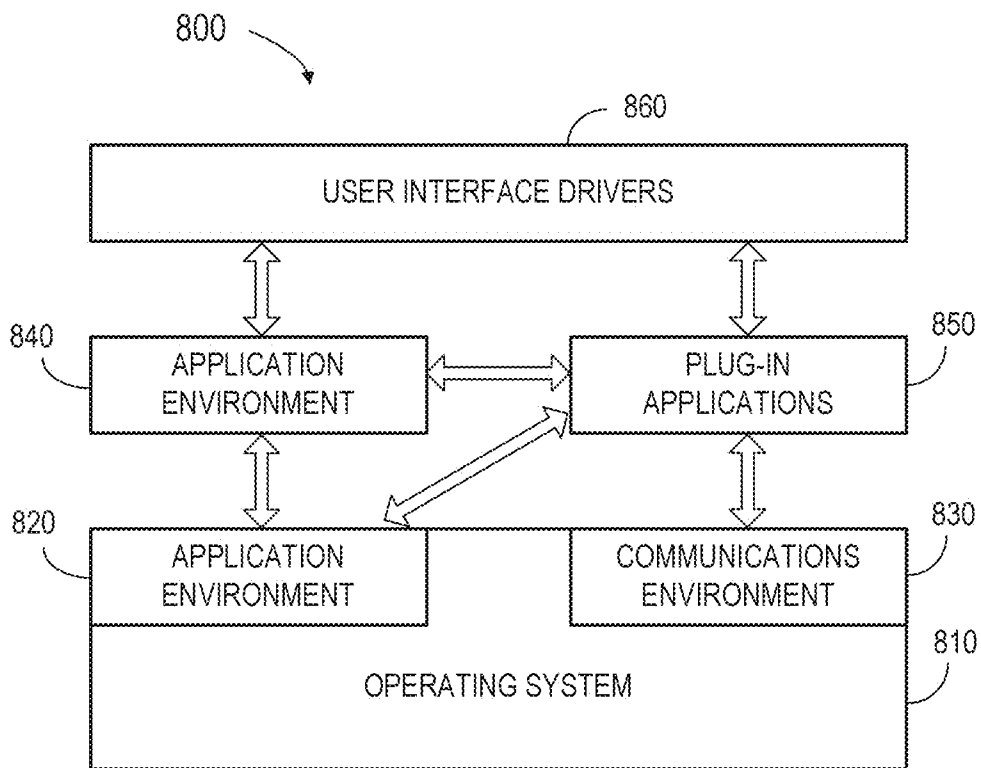 800
860
USER INTERFACE DRIVERS
840
850
APPLICATION
ENVIRONMENT
PLUG-IN
APPLICATIONS
820
830
APPLICATION
ENVIRONMENT
COMMUNICATIONS
ENVIRONMENT
810
OPERATING SYSTEM